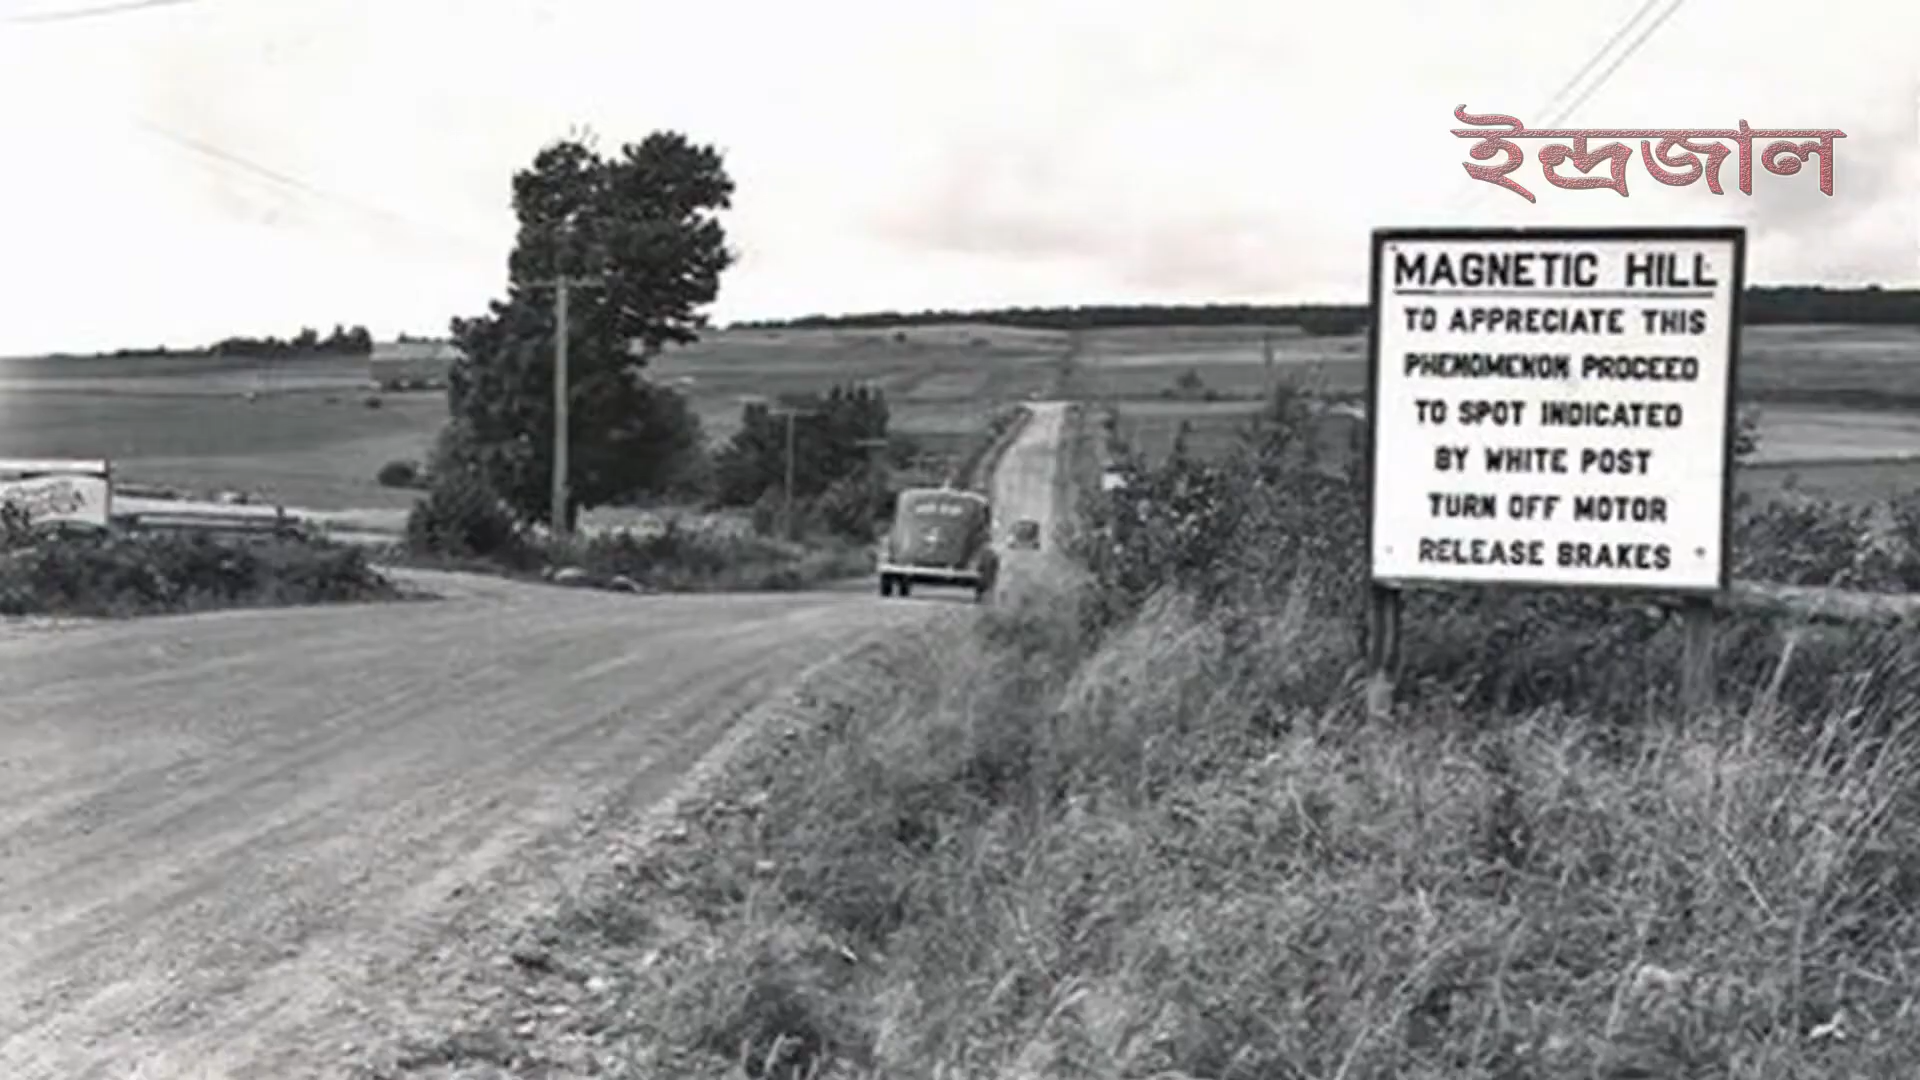 ইন্দ্রজাল
MAGNETIC HILL
TO APPRECIATE THIS
PHENOMENON PROCEED
TO SPOT INDICATED
BY WHITE POST
TURN OFF MOTOR
RELEASE BRAKES